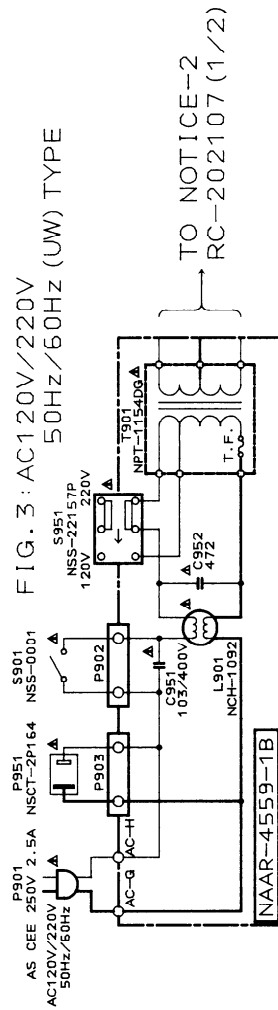 FIG. 3: AC120V/220V
50Hz/60Hz (UW) TYPE
P901
AS CEE 250V 2.5A
AC120V/220V
50Hz/60Hz
P951
NSCT-2P164
S901
NSS-0001
S951
NSS-22157P
120V 220V
T901
NPT-1154DG
T.F.
TO NOTICE-2
RC-202107 (1/2)
AC-G
AC-H
P903
P902
C951
103/400V
C952
472
L901
NCH-1092
NAAR-4559-1B